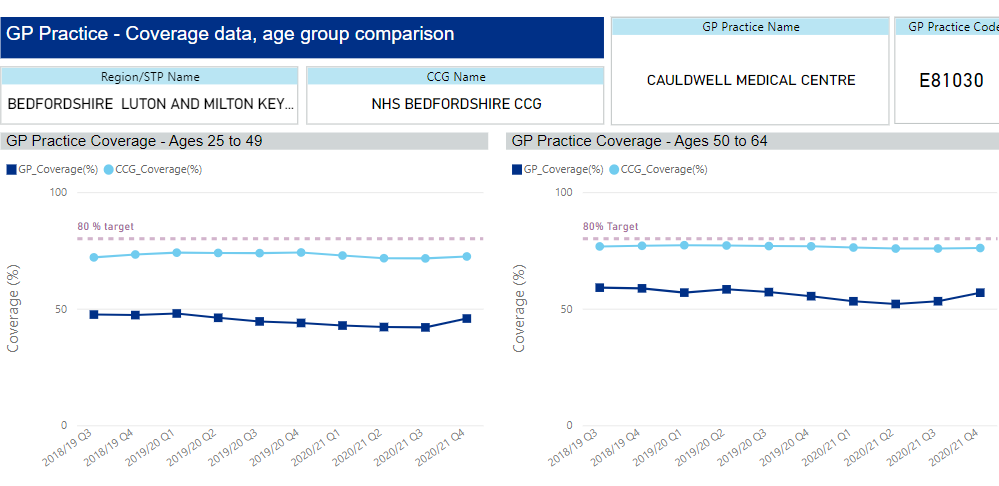 GP Practice - Coverage data, age group comparison
GP Practice Name
GP Practice Code
Region/STP Name
CCG Name
CAULDWELL MEDICAL CENTRE
E81030
BEDFORDSHIRE LUTON AND MILTON KEY...
NHS BEDFORDSHIRE CCG
GP Practice Coverage - Ages 25 to 49
GP_Coverage(%) CCG_Coverage(%)
100
80 % target
50
0
Coverage (%)
2018/19 Q3
2018/19 Q4
2019/20 Q1
2019/20 Q2
2019/20 Q3
2019/20 Q4
2020/21 Q1
2020/21 Q2
2020/21 Q3
2020/21 Q4
GP Practice Coverage - Ages 50 to 64
GP_Coverage(%) CCG_Coverage(%)
100
80% Target
50
0
Coverage (%)
2018/19 Q3
2018/19 Q4
2019/20 Q1
2019/20 Q2
2019/20 Q3
2019/20 Q4
2020/21 Q1
2020/21 Q2
2020/21 Q3
2020/21 Q4